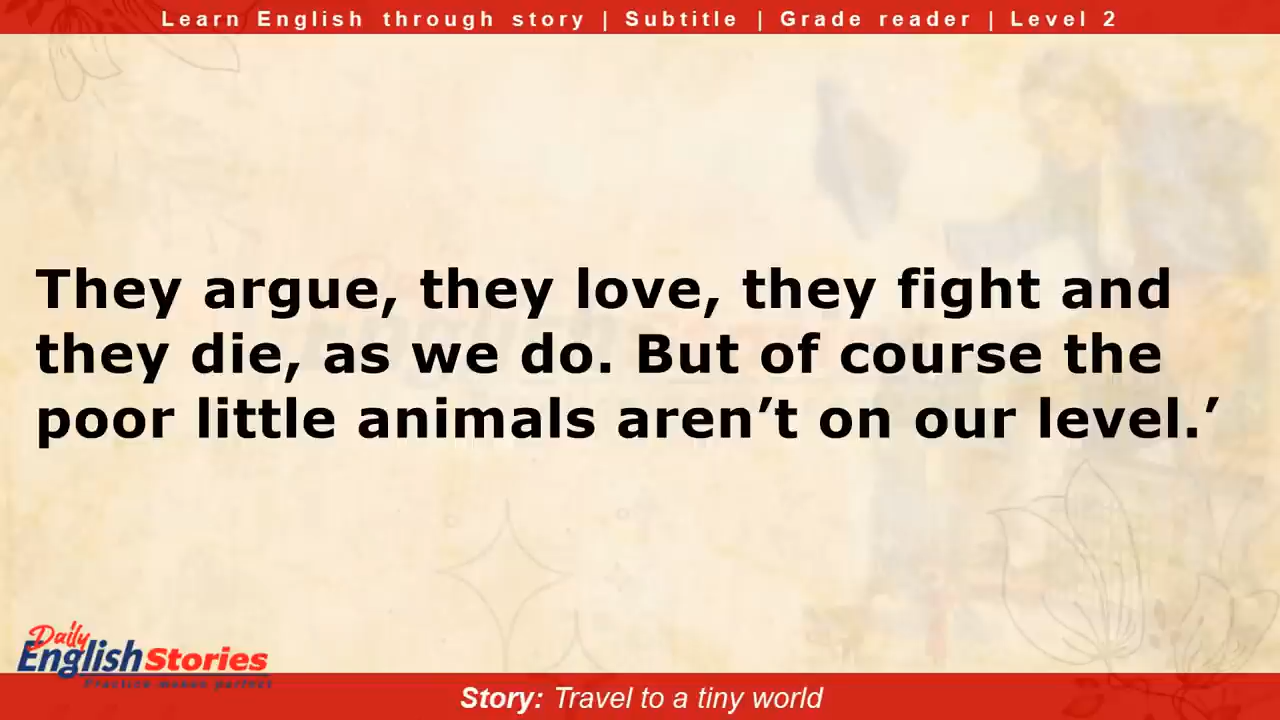 Learn English through story | Subtitle | Grade reader | Level 2
They argue, they love, they fight and
they die, as we do. But of course the
poor little animals aren’t on our level.’
Daily
English Stories
Practice makes perfect
Story: Travel to a tiny world